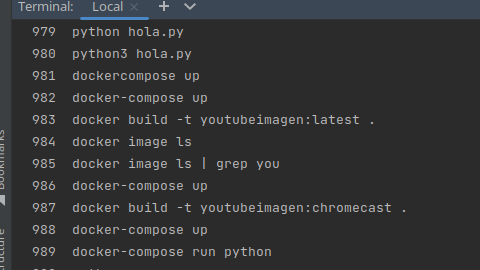 Terminal: Local × + ∨
979 python hola.py
980 python3 hola.py
981 dockercompose up
982 docker-compose up
983 docker build -t youtubeimagen:latest .
984 docker image ls
985 docker image ls | grep you
986 docker-compose up
987 docker build -t youtubeimagen:chromecast .
988 docker-compose up
989 docker-compose run python
Bookmarks